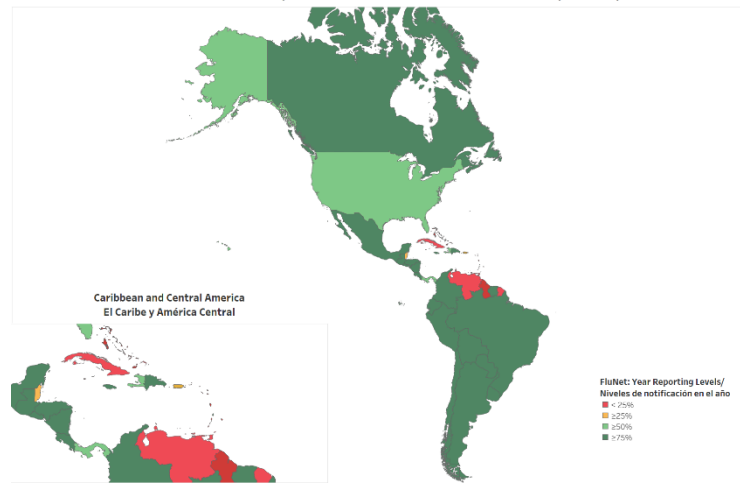 Caribbean and Central America
El Caribe y América Central
FluNet: Year Reporting Levels/
Niveles de notificación en el año
<25%
≥25%
≥50%
≥75%